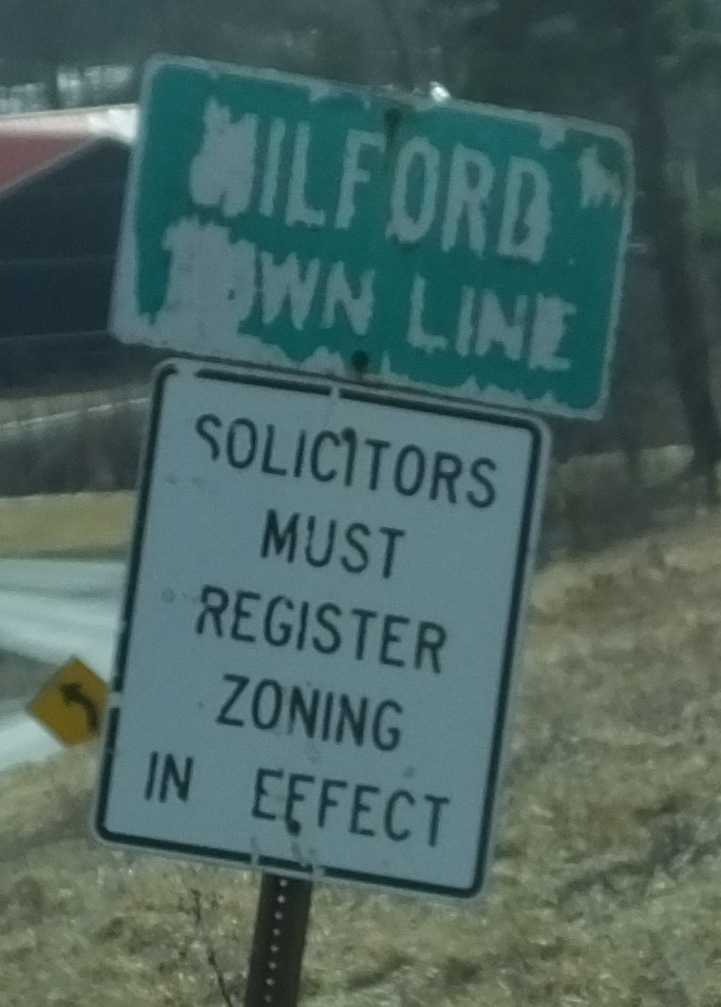 MILFORD
TOWN LINE
SOLICITORS
MUST
REGISTER
ZONING
IN EFFECT